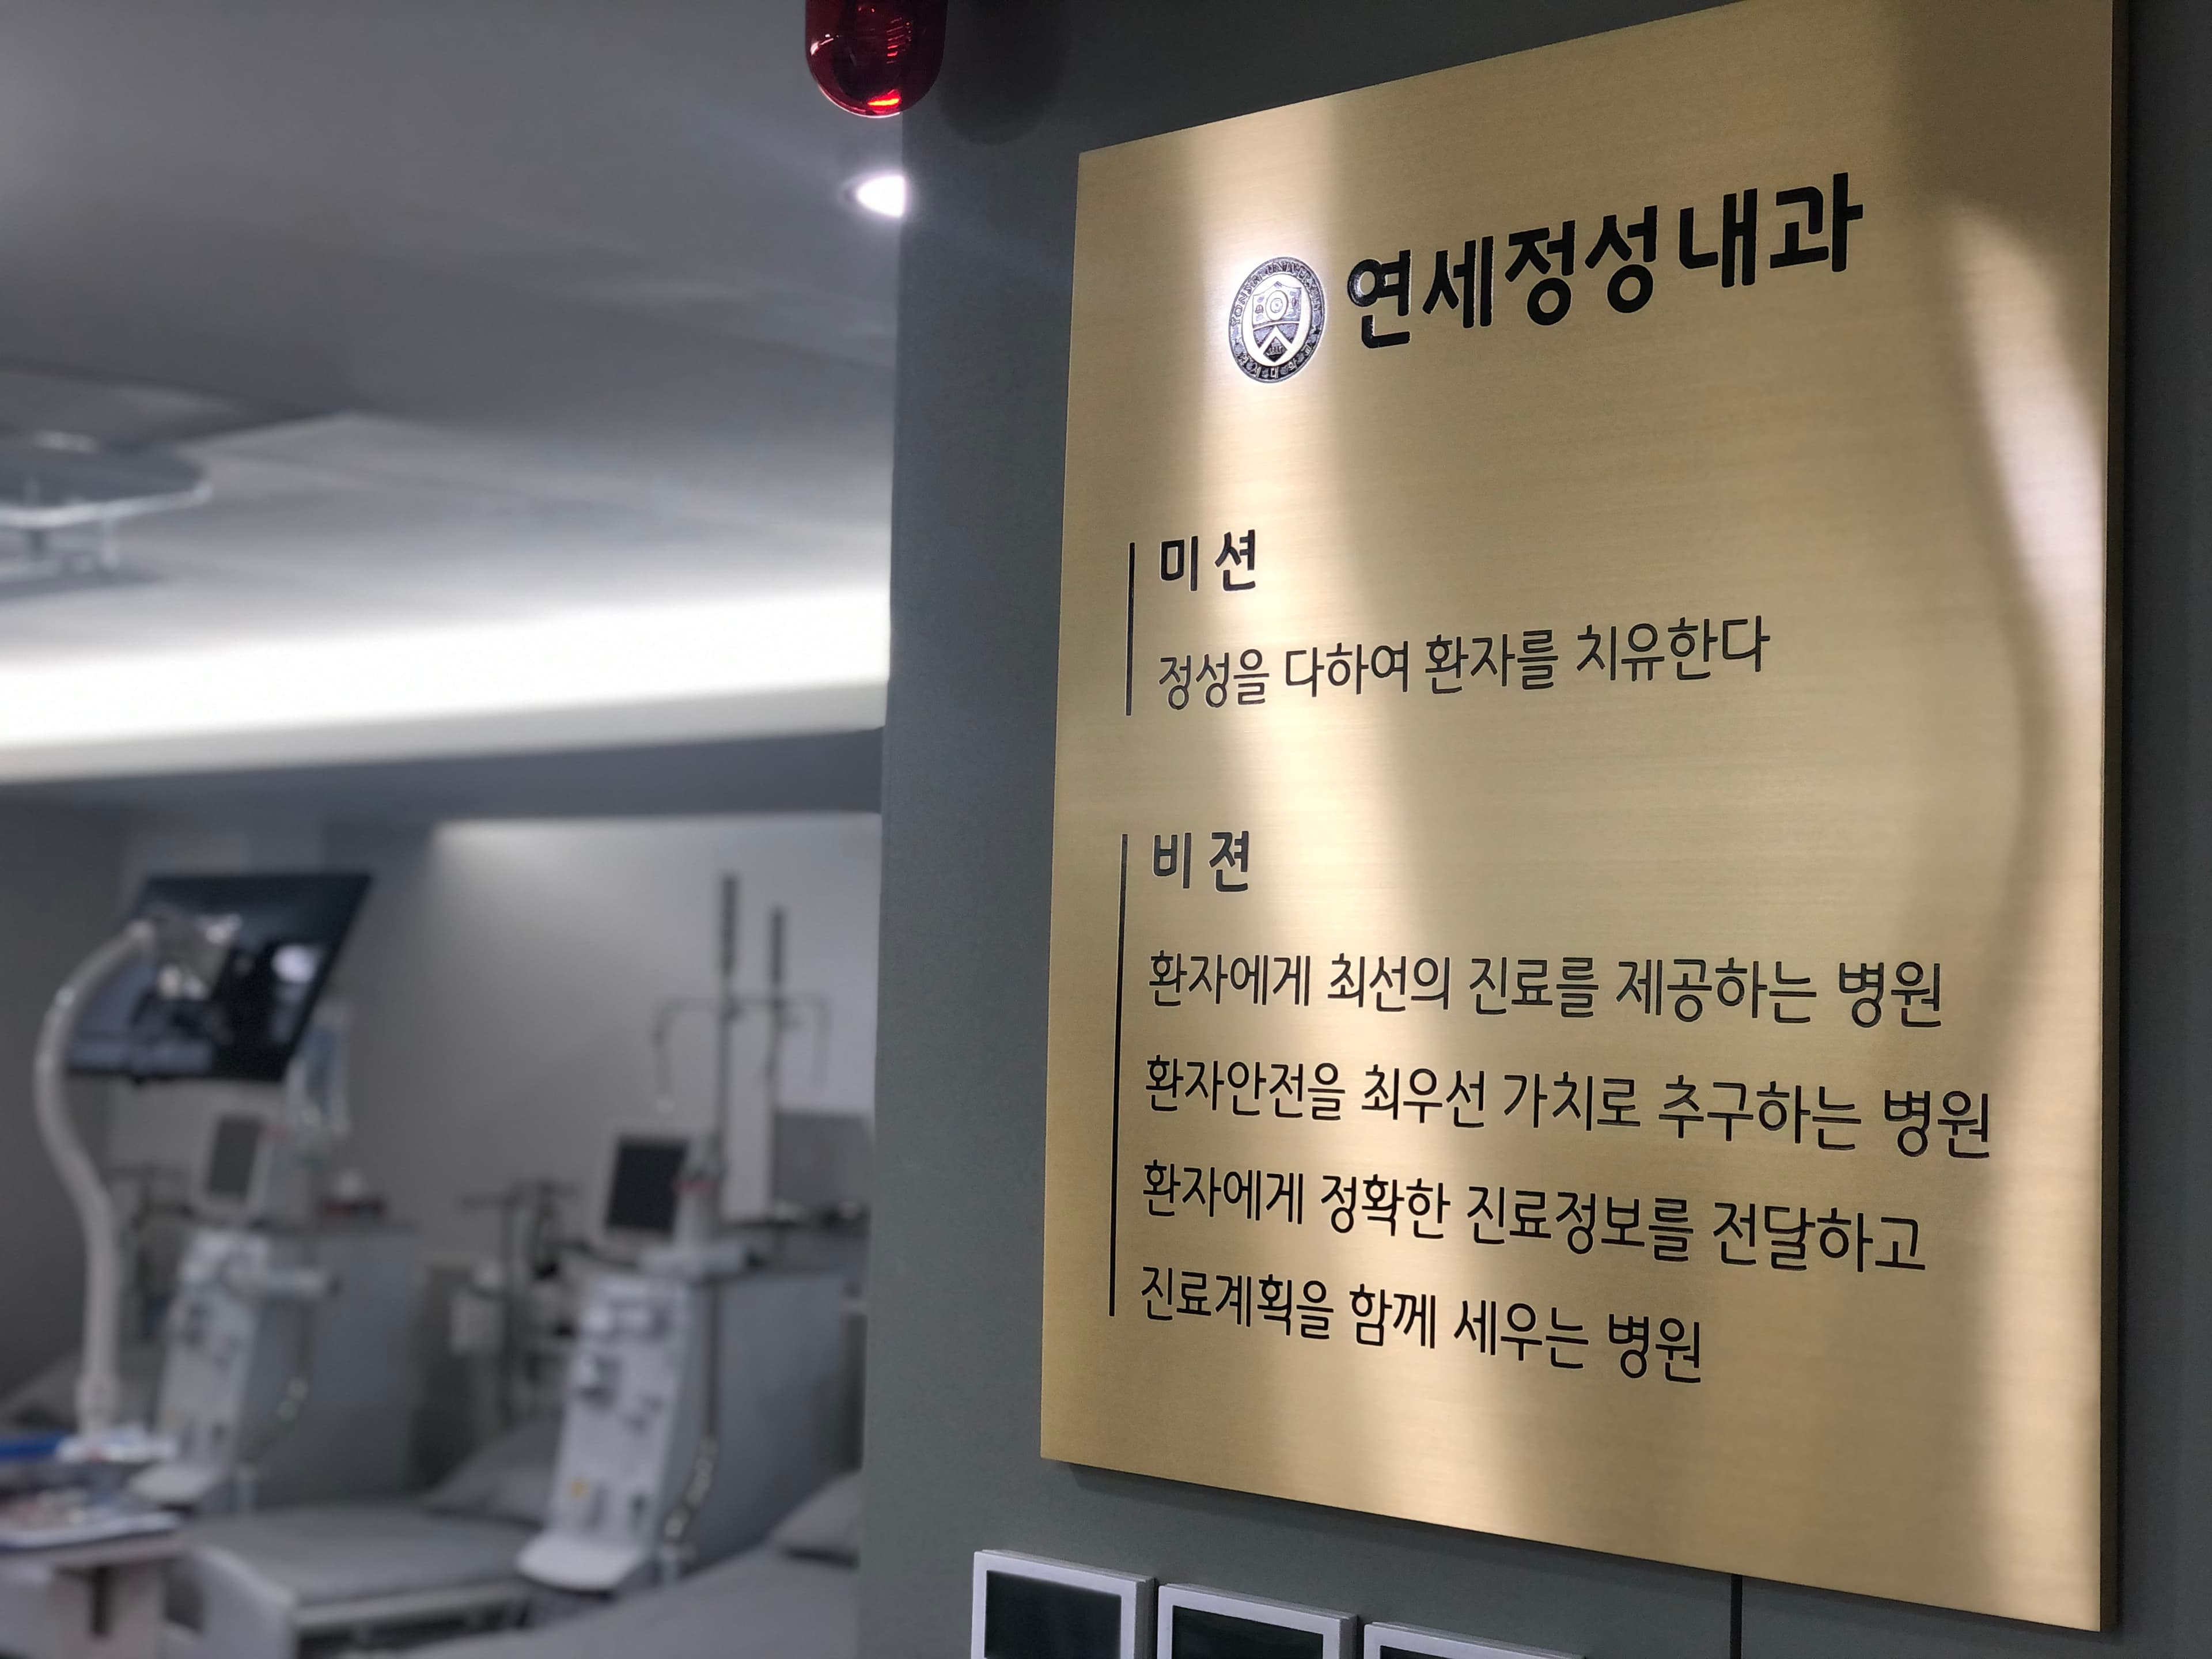 연세정성내과
미션
정성을 다하여 환자를 치유한다
비젼
환자에게 최선의 진료를 제공하는 병원
환자안전을 최우선 가치로 추구하는 병원
환자에게 정확한 진료정보를 전달하고
진료계획을 함께 세우는 병원